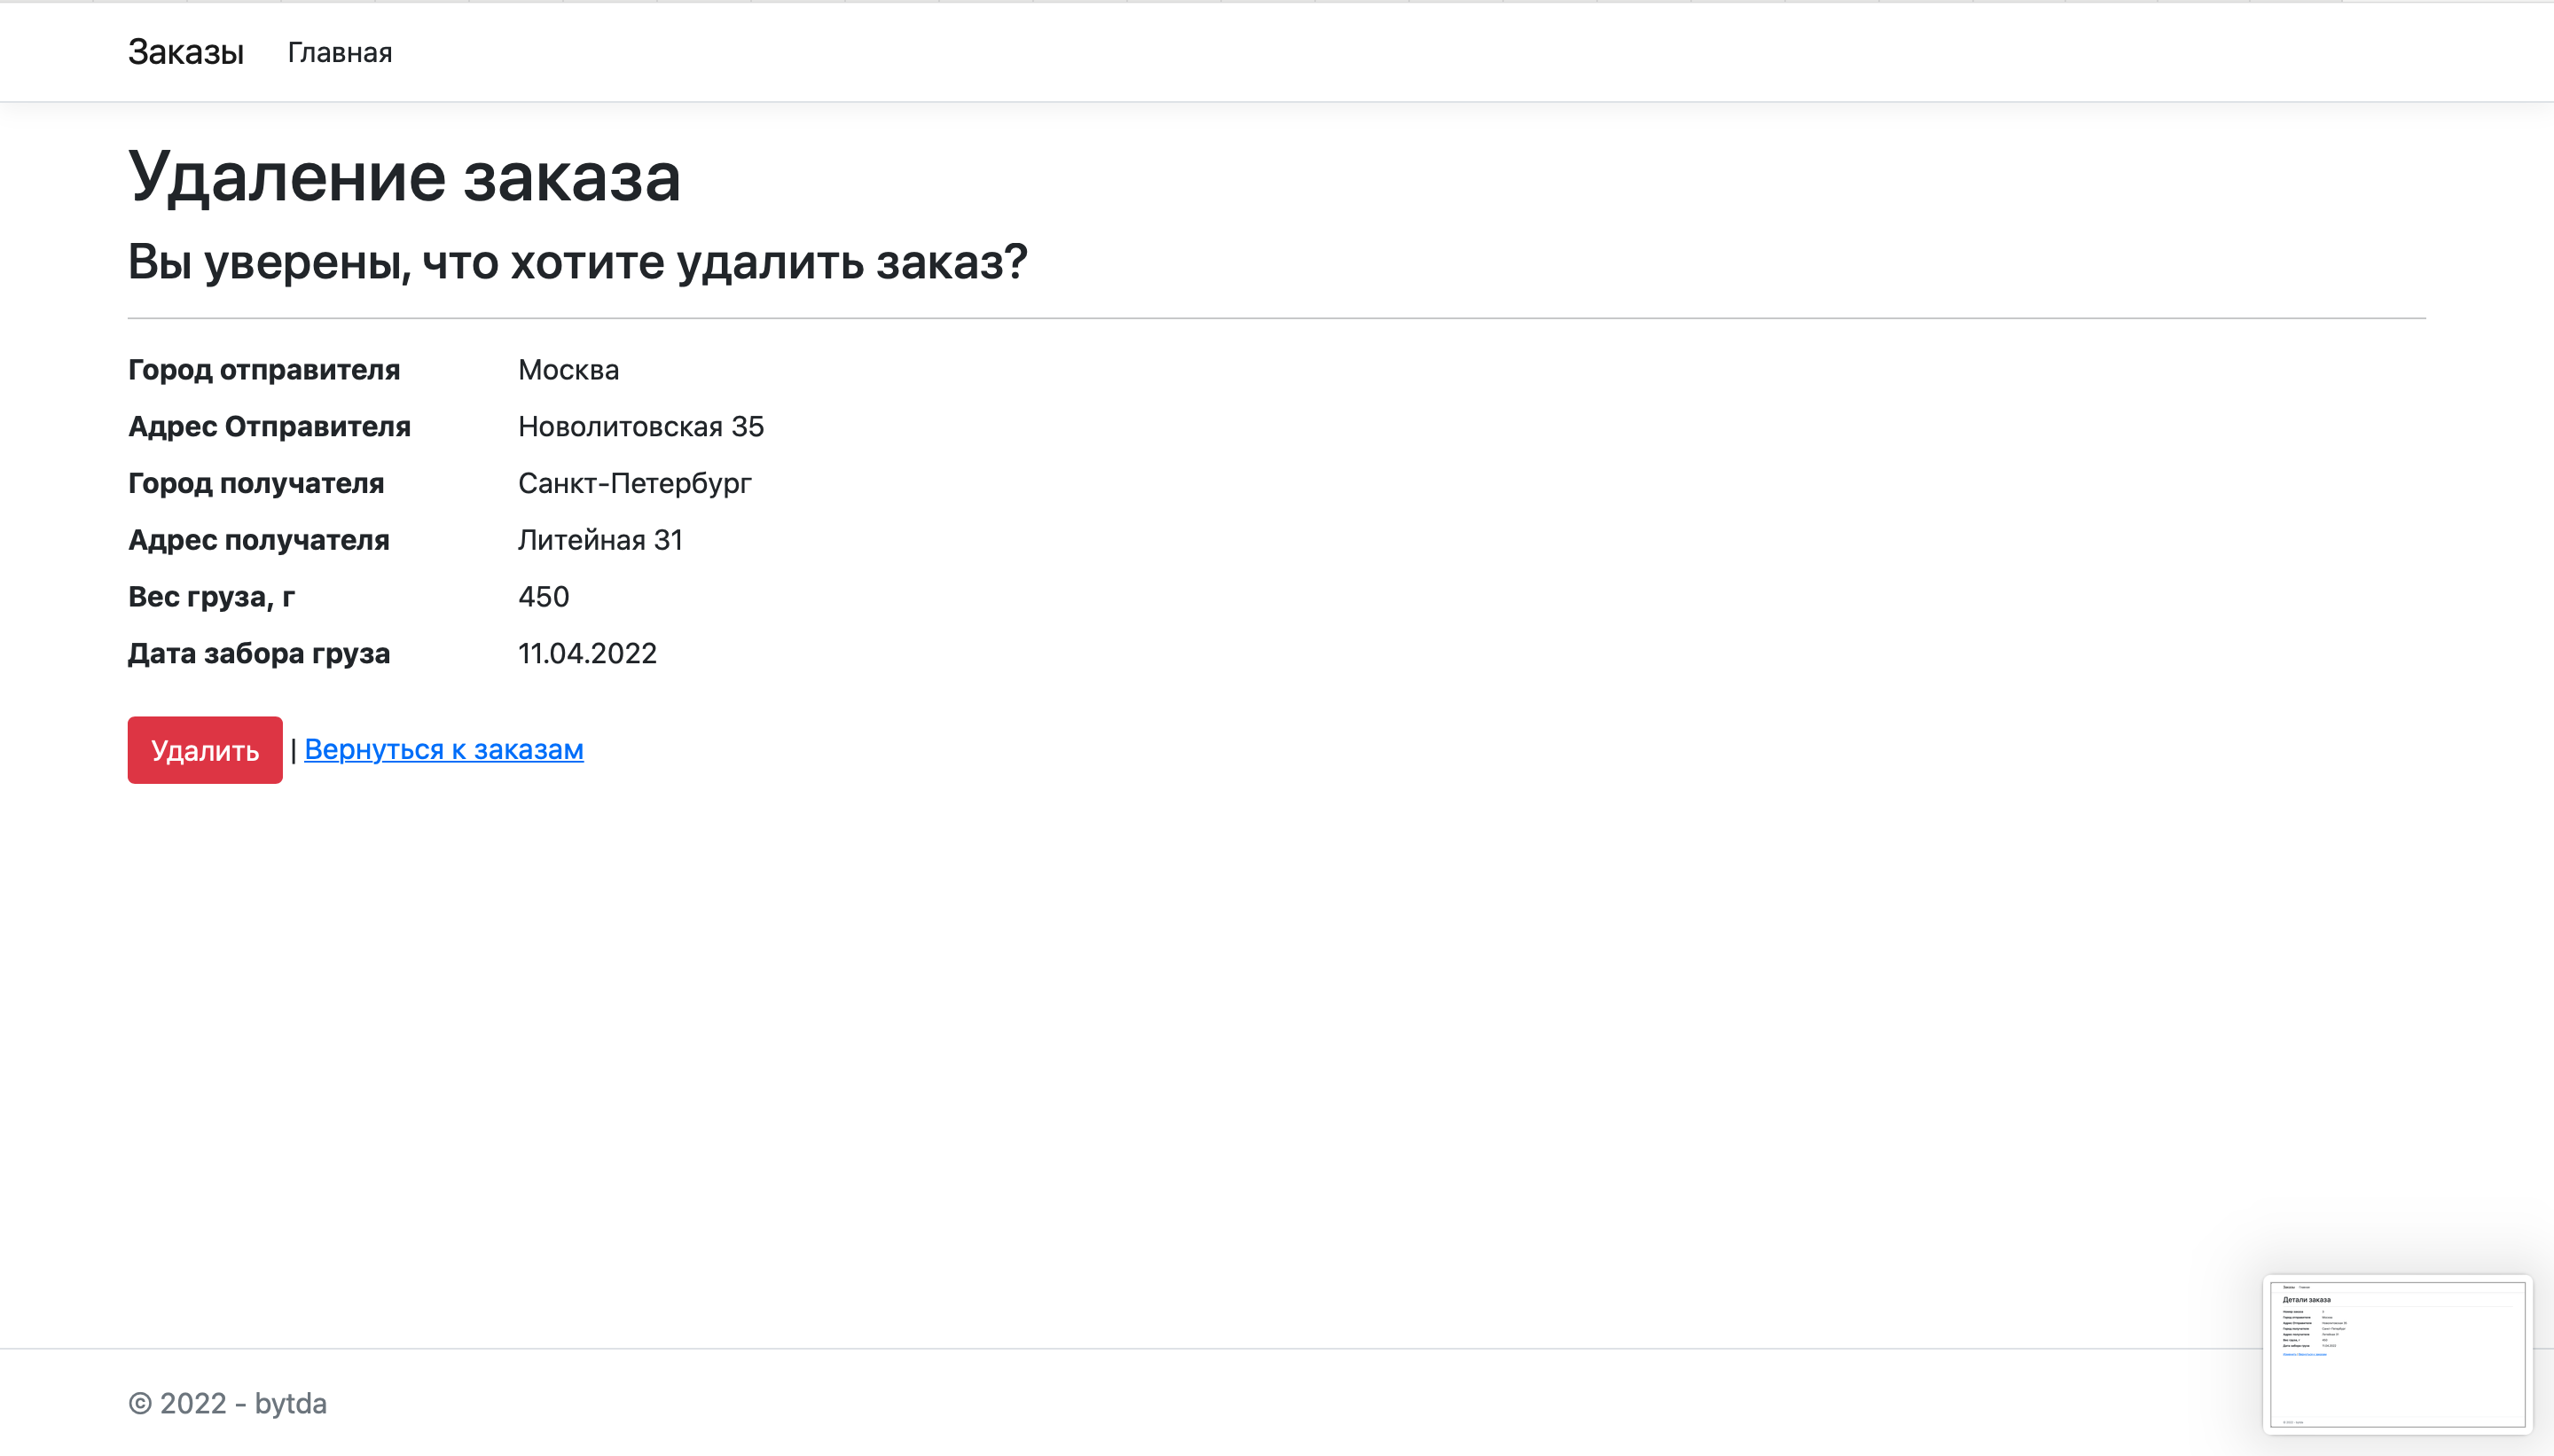 Заказы Главная
Удаление заказа
Вы уверены, что хотите удалить заказ?
Город отправителя Москва
Адрес Отправителя Новолитовская 35
Город получателя Санкт-Петербург
Адрес получателя Литейная 31
Вес груза, г 450
Дата забора груза 11.04.2022
Удалить | Вернуться к заказам
Детали заказа
© 2022 - bytda